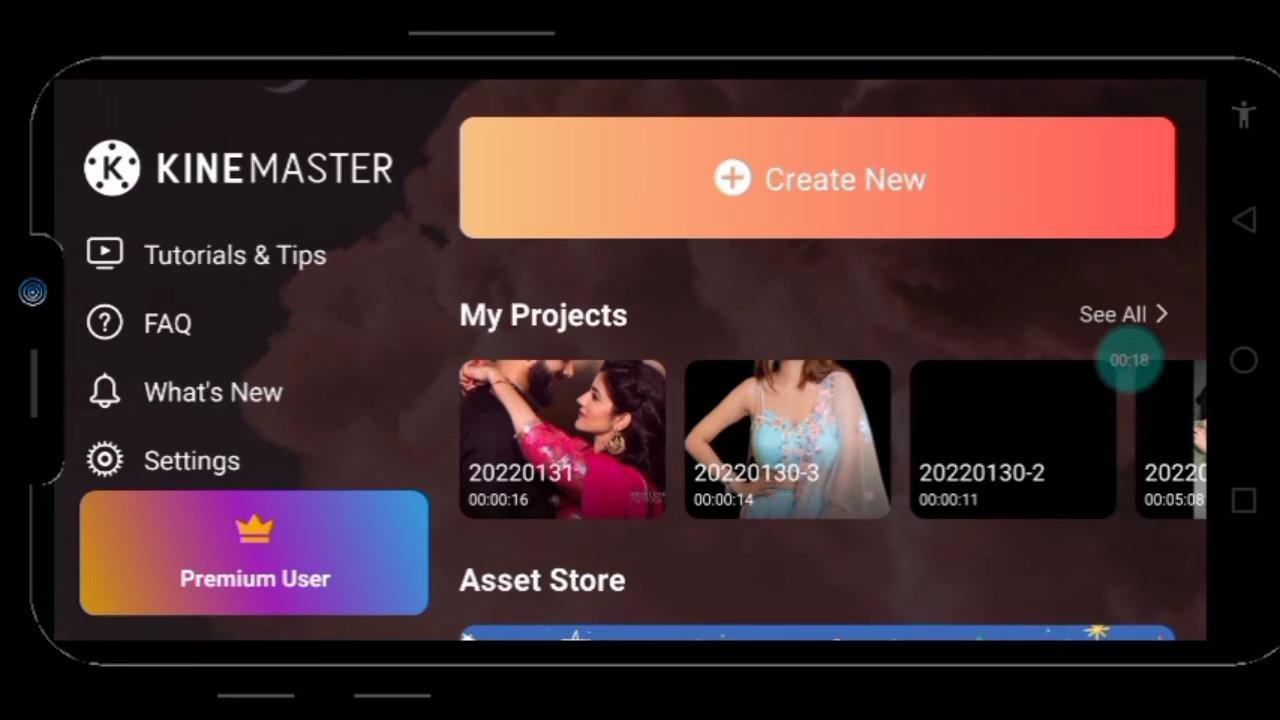 KINEMASTER
Tutorials & Tips
FAQ
What's New
Settings
Premium User
Create New
My Projects
See All
00:18
20220131
00:00:16
20220130-3
00:00:14
20220130-2
00:00:11
20220
00:05:08
Asset Store